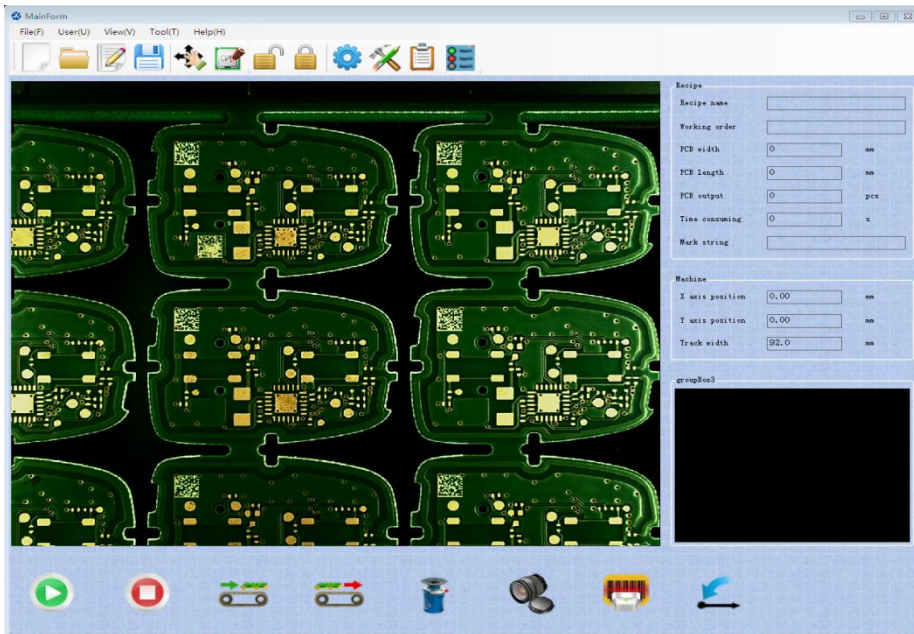 MainForm
File(F) User(U) View(V) Tool(T) Help(H)
Recipe
Recipe name
Working order
PCB width 0 mm
PCB length 0 mm
PCB output 0 pcs
Time consuming 0 s
Mark string
Machine
X axis position 0.00 mm
Y axis position 0.00 mm
Track width 92.0 mm
groupBox3